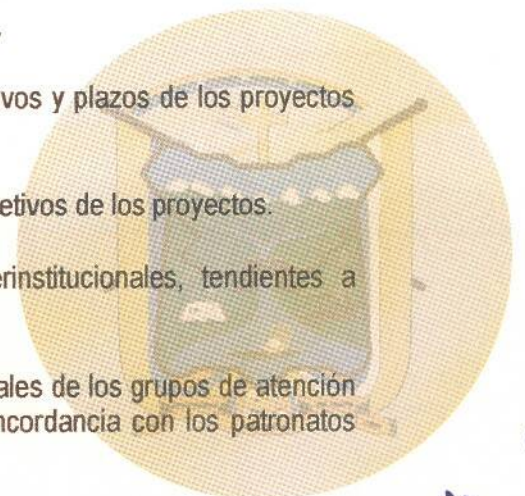 vos y plazos de los proyectos
etivos de los proyectos.
erinstitucionales, tendientes a
ales de los grupos de atención
ncordancia con los patronatos